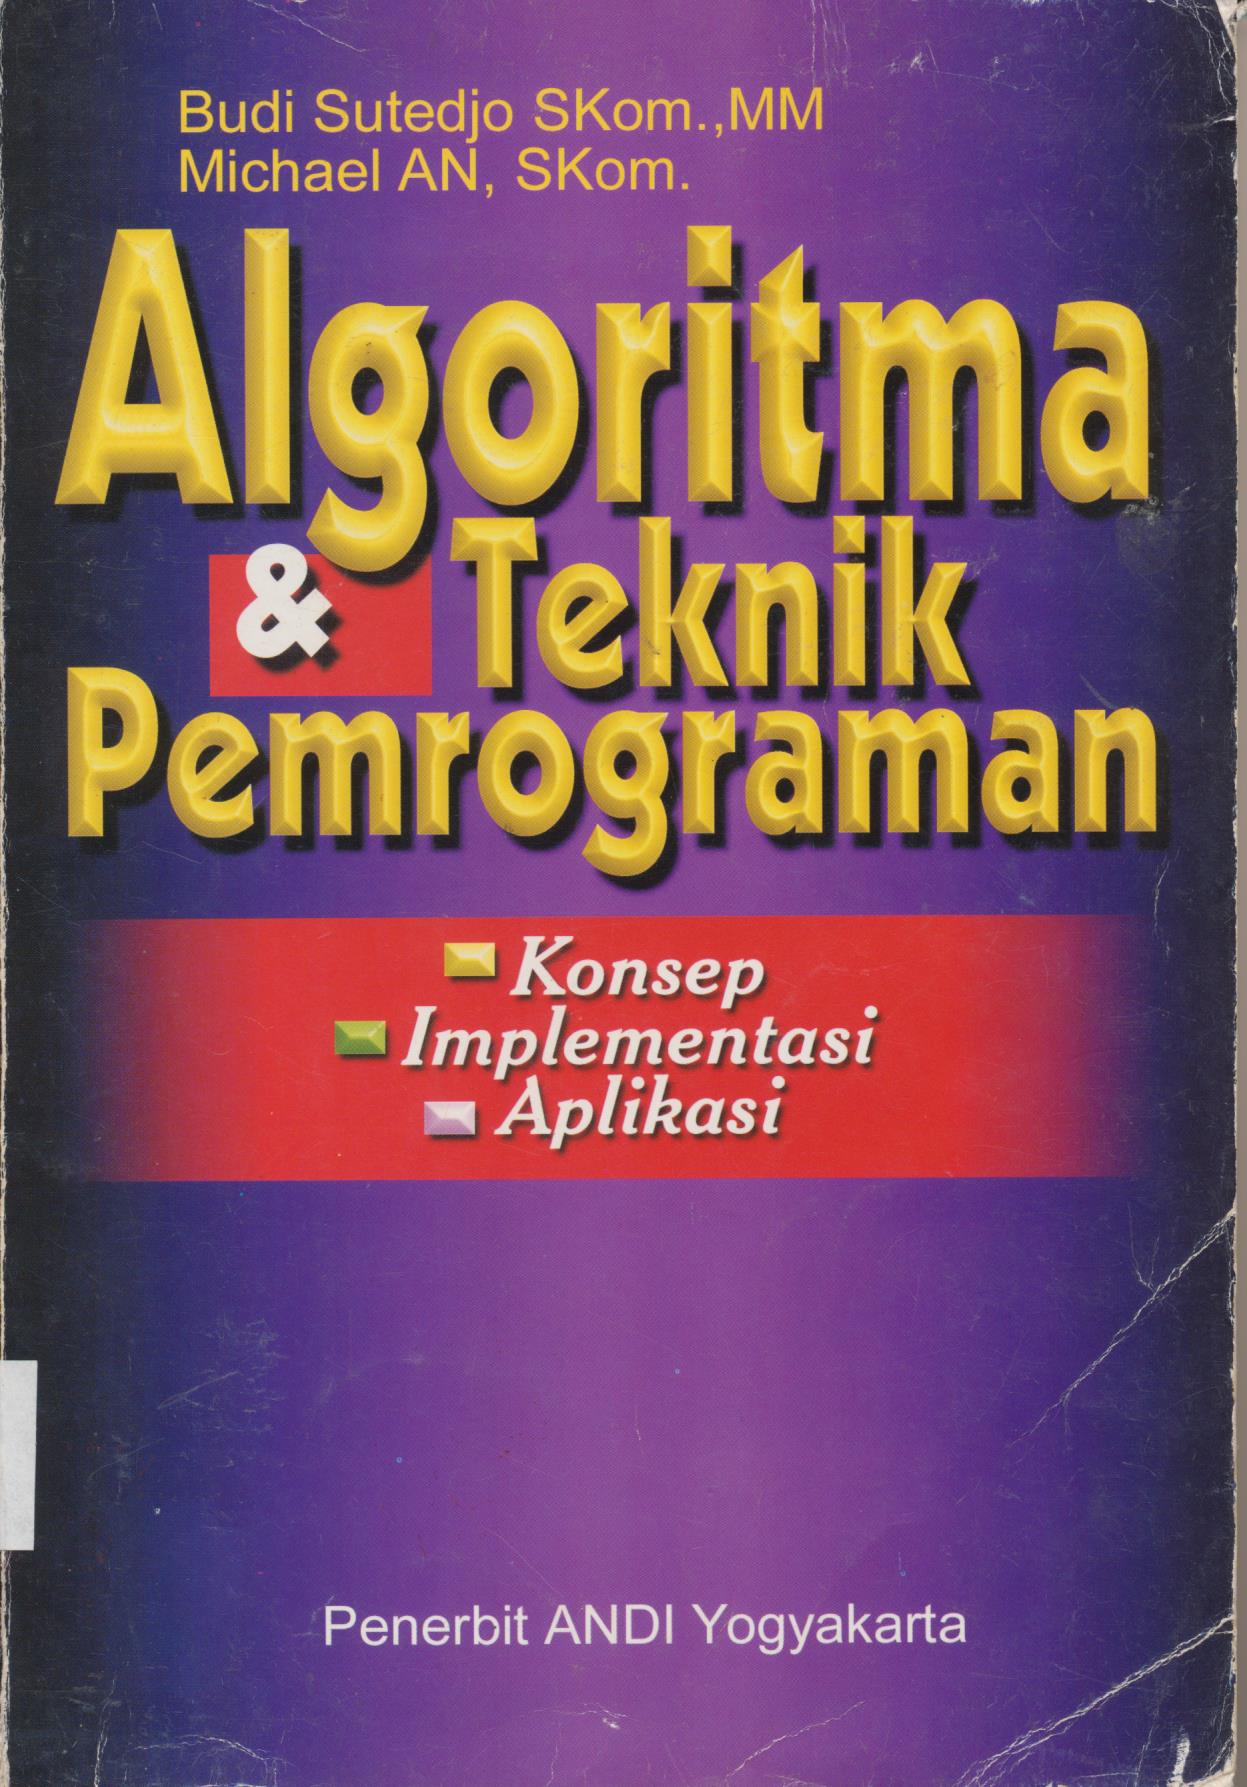 Budi Sutedjo SKom.,MM
Michael AN, SKom.
Algoritma
& Teknik
Pemrograman
Konsep
Implementasi
Aplikasi
Penerbit ANDI Yogyakarta